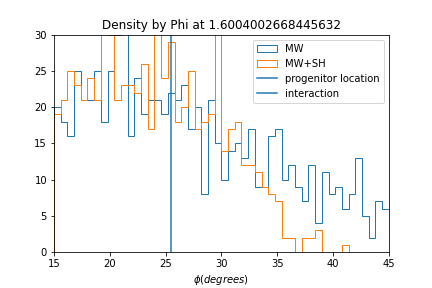 Density by Phi at 1.6004002668445632
30
25
20
15
10
5
0
MW
MW+SH
progenitor location
interaction
15 20 25 30 35 40 45
ϕ(degrees)